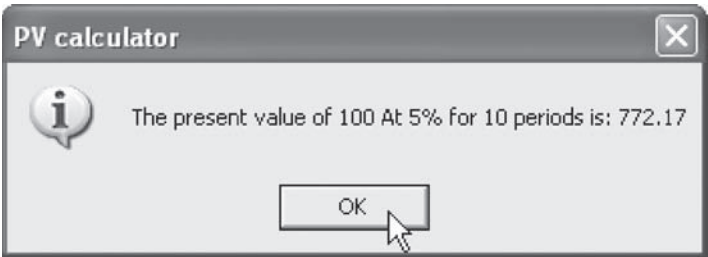 PV calculator
The present value of 100 At 5% for 10 periods is: 772.17
OK